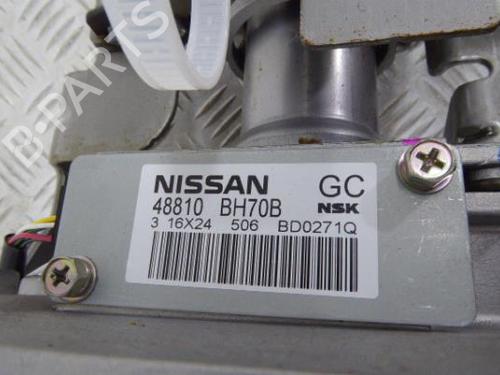 B-PARTS
NISSAN GC
48810 BH70B NSK
3 16X24 506 BD0271Q